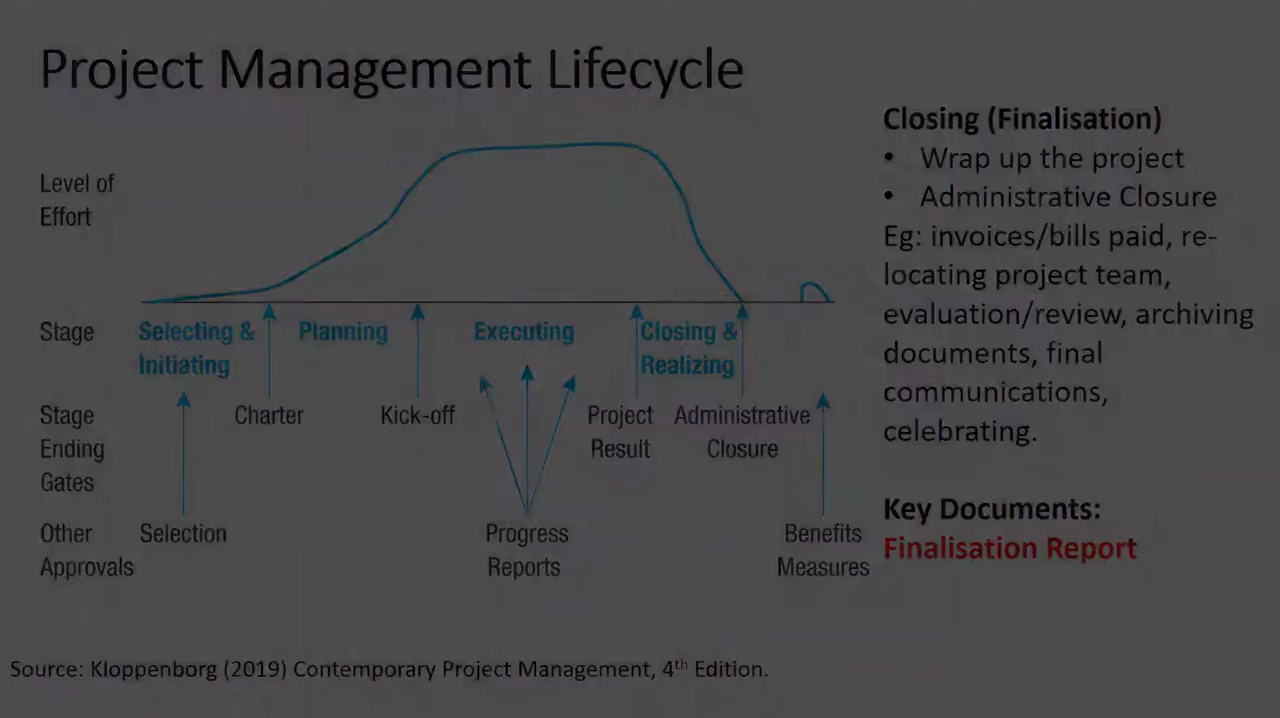 Project Management Lifecycle
Level of
Effort
Stage
Selecting &
Initiating
Planning
Executing
Closing &
Realizing
Stage
Ending
Gates
Charter
Kick-off
Project
Result
Administrative
Closure
Other
Approvals
Selection
Progress
Reports
Benefits
Measures
Closing (Finalisation)
• Wrap up the project
• Administrative Closure
Eg: invoices/bills paid, re-
locating project team,
evaluation/review, archiving
documents, final
communications,
celebrating.
Key Documents:
Finalisation Report
Source: Kloppenborg (2019) Contemporary Project Management, 4th Edition.